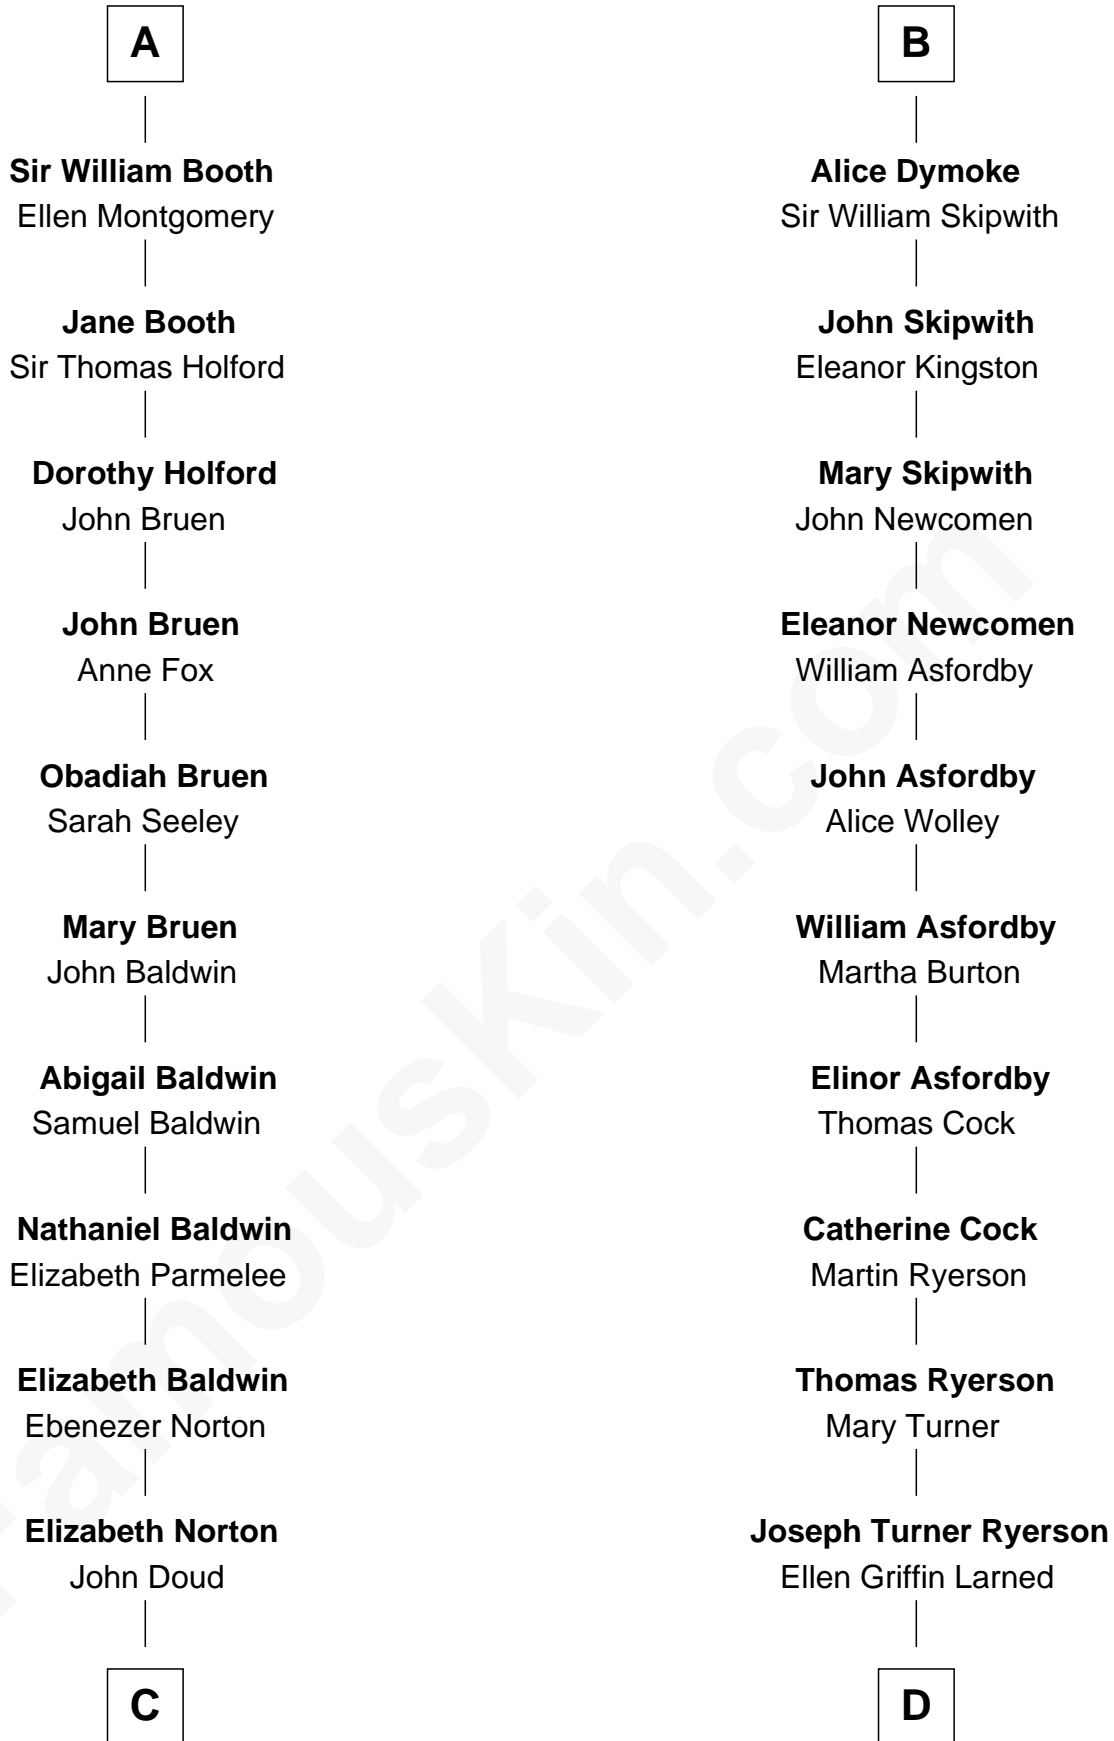 A
Sir William Booth
Ellen Montgomery
Jane Booth
Sir Thomas Holford
Dorothy Holford
John Bruen
John Bruen
Anne Fox
Obadiah Bruen
Sarah Seeley
Mary Bruen
John Baldwin
Abigail Baldwin
Samuel Baldwin
Nathaniel Baldwin
Elizabeth Parmelee
Elizabeth Baldwin
Ebenezer Norton
Elizabeth Norton
John Doud
C
B
Alice Dymoke
Sir William Skipwith
John Skipwith
Eleanor Kingston
Mary Skipwith
John Newcomen
Eleanor Newcomen
William Asfordby
John Asfordby
Alice Wolley
William Asfordby
Martha Burton
Elinor Asfordby
Thomas Cock
Catherine Cock
Martin Ryerson
Thomas Ryerson
Mary Turner
Joseph Turner Ryerson
Ellen Griffin Larned
D
FamousKin.com